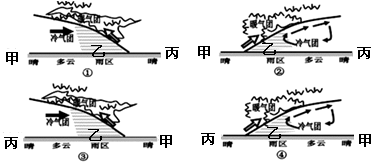 暖气团
冷气团
甲 乙 丙
晴 多云 雨区 晴
①
暖气团
冷气团
甲 乙 丙
晴 多云 雨区 晴
②
暖气团
冷气团
丙 乙 甲
晴 多云 雨区 晴
③
暖气团
冷气团
丙 乙 甲
晴 多云 雨区 晴
④